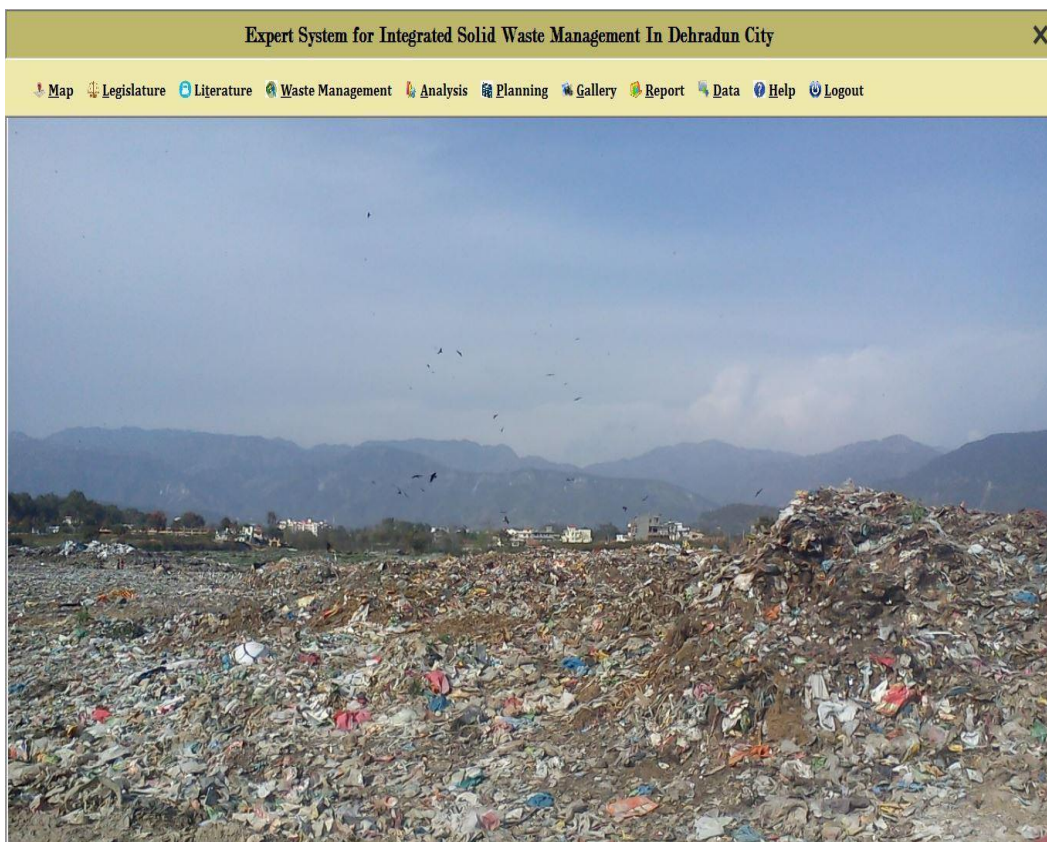 Expert System for Integrated Solid Waste Management In Dehradun City
Map Legislature Literature Waste Management Analysis Planning Gallery Report Data Help Logout